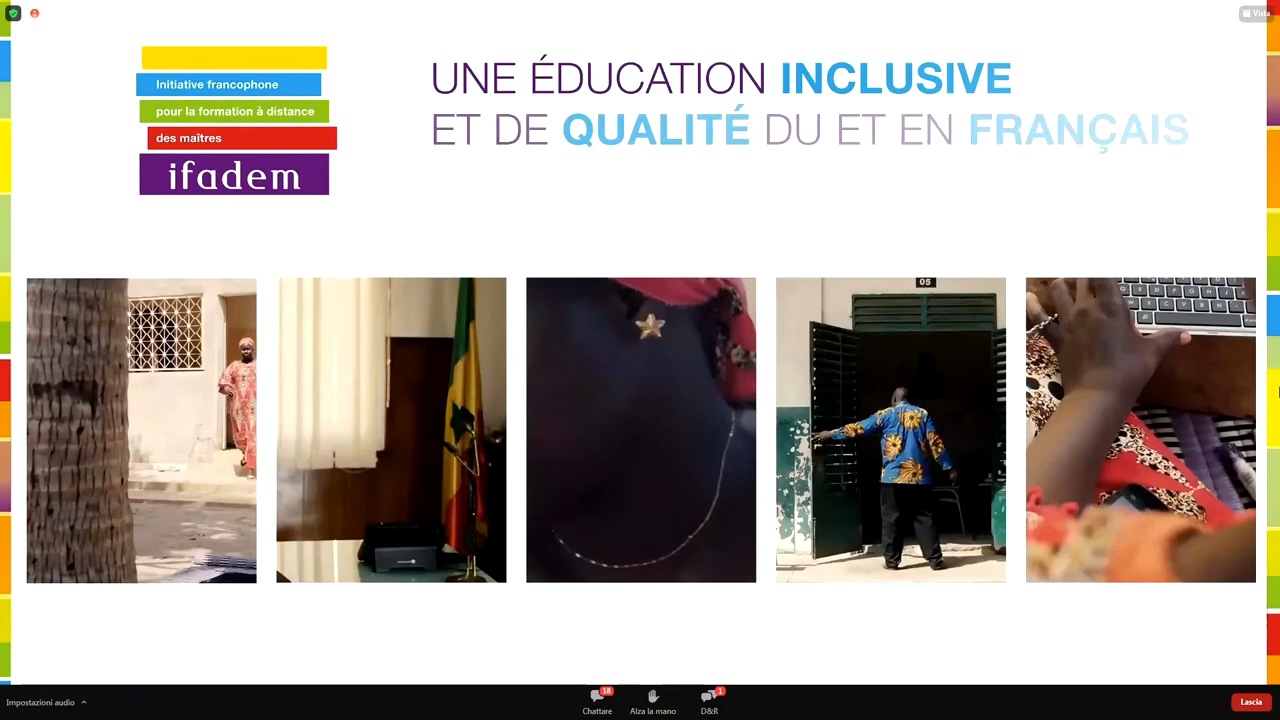 Vista
Initiative francophone
pour la formation à distance
des maîtres
ifadem
UNE ÉDUCATION INCLUSIVE
ET DE QUALITÉ DU ET EN FRANÇAIS
05
Impostazioni audio
18
Chattare
Alza la mano
1
D&R
Lascia